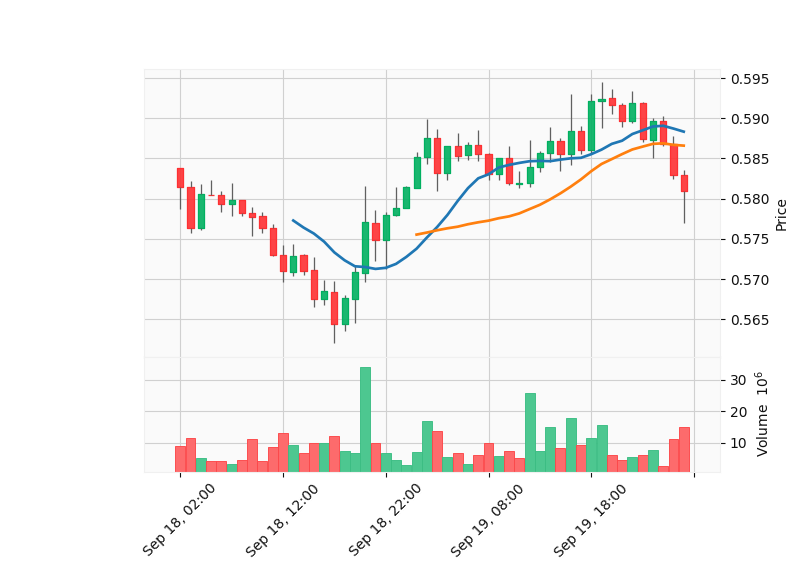 0.595
0.590
0.585
0.580
0.575
0.570
0.565
Price
30
20
10
Volume 10^6
Sep 18, 02:00
Sep 18, 12:00
Sep 18, 22:00
Sep 19, 08:00
Sep 19, 18:00